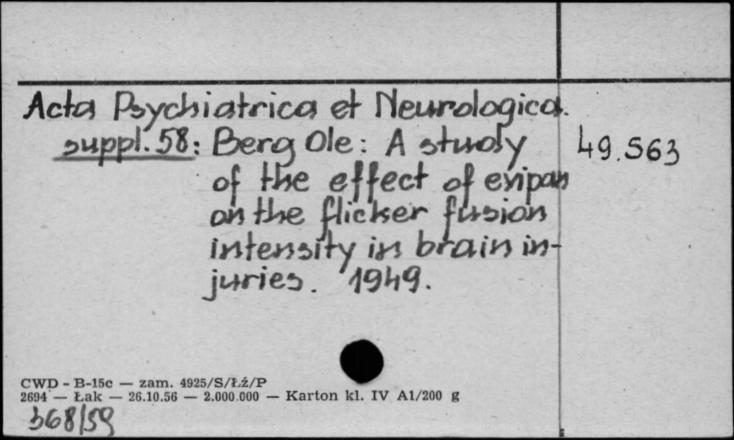 Acta Psychiatrica et Neurologica.
suppl. 58: Berg Ole: A study 49.563
of the effect of evipan
on the flicker fusion
intensity in brain in-
juries. 1949.
CWD - B-15c — zam. 4925/S/Łż/P
2694 — Łak — 26.10.56 — 2.000.000 — Karton kl. IV A1/200 g
368/59